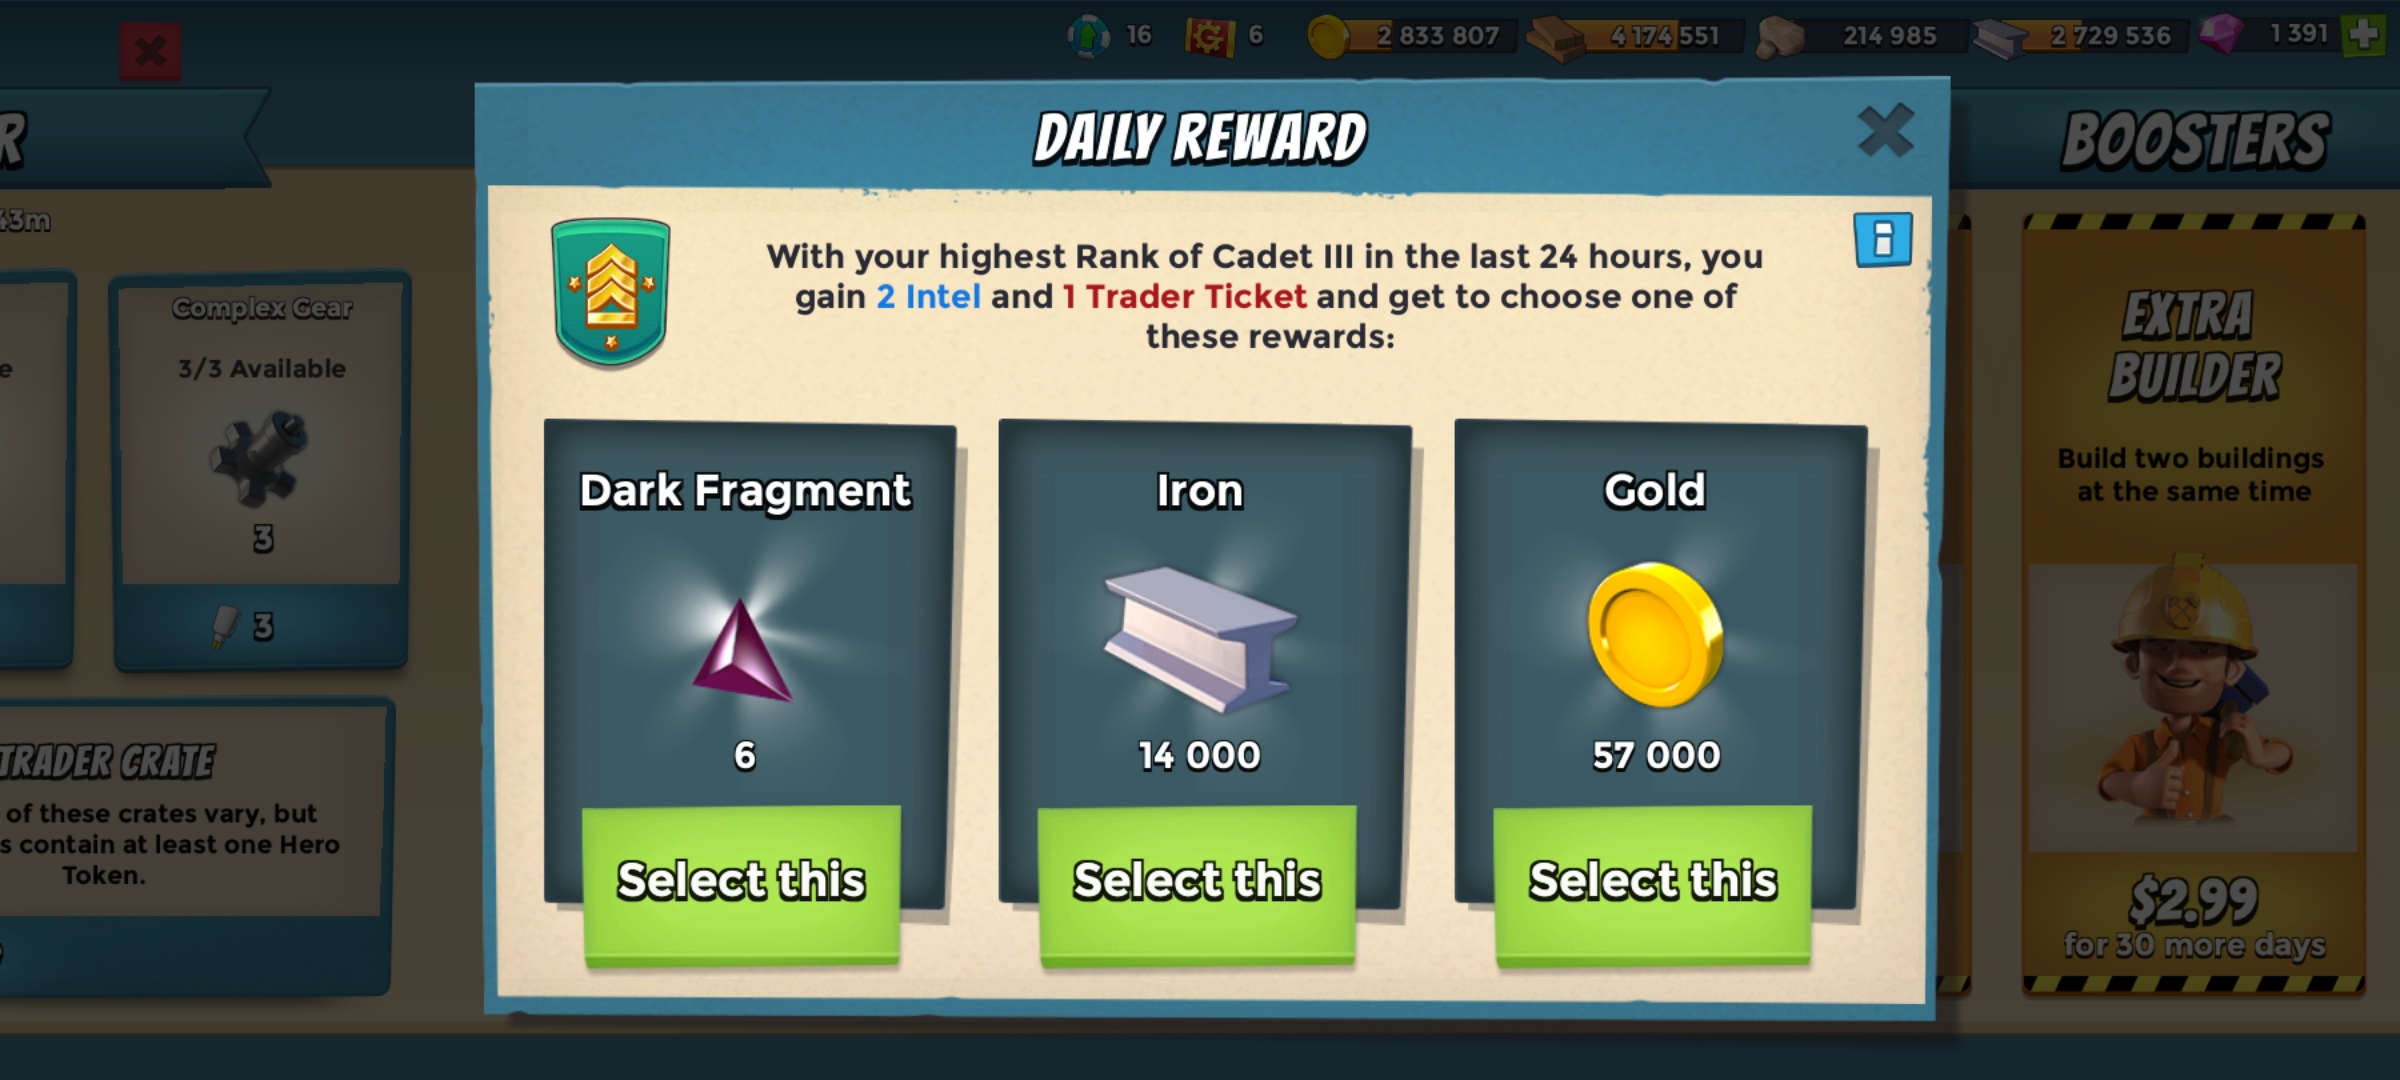 16
6
2 833 807
4 174 551
214 985
2 729 536
1 391
DAILY REWARD
With your highest Rank of Cadet III in the last 24 hours, you
gain 2 Intel and 1 Trader Ticket and get to choose one of
these rewards:
Dark Fragment
6
Select this
Iron
14 000
Select this
Gold
57 000
Select this
R
43m
e
Complex Gear
3/3 Available
3
3
TRADER CRATE
of these crates vary, but
s contain at least one Hero
Token.
BOOSTERS
EXTRA
BUILDER
Build two buildings
at the same time
$2.99
for 30 more days